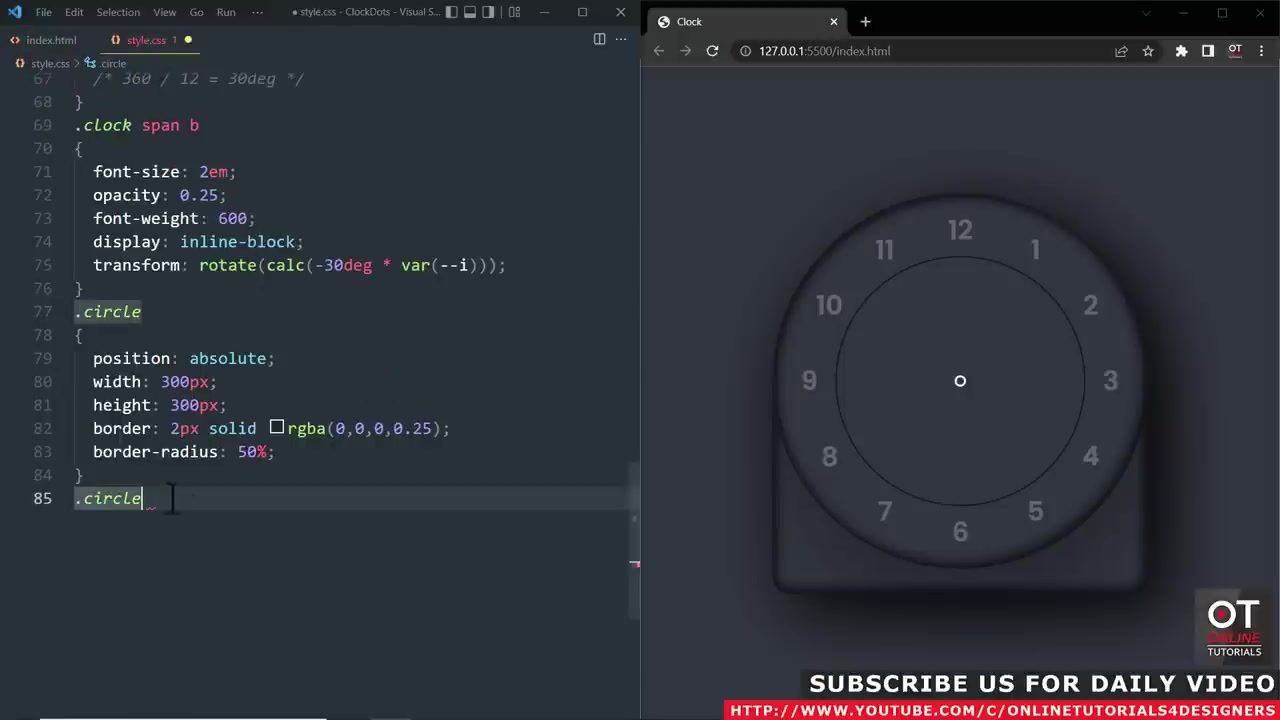 File Edit Selection View Go Run ··· ● style.css - ClockDots - Visual S...
index.html style.css 1 ●
style.css > .circle
67 /* 360 / 12 = 30deg */
68 }
69 .clock span b
70 {
71 font-size: 2em;
72 opacity: 0.25;
73 font-weight: 600;
74 display: inline-block;
75 transform: rotate(calc(-30deg * var(--i)));
76 }
77 .circle
78 {
79 position: absolute;
80 width: 300px;
81 height: 300px;
82 border: 2px solid rgba(0,0,0,0.25);
83 border-radius: 50%;
84 }
85 .circle
Clock
127.0.0.1:5500/index.html
OT
12
11 1
10 2
9 3
8 4
7 5
6
OT
ONLINE
TUTORIALS
SUBSCRIBE US FOR DAILY VIDEO
HTTP://WWW.YOUTUBE.COM/C/ONLINETUTORIALS4DESIGNERS